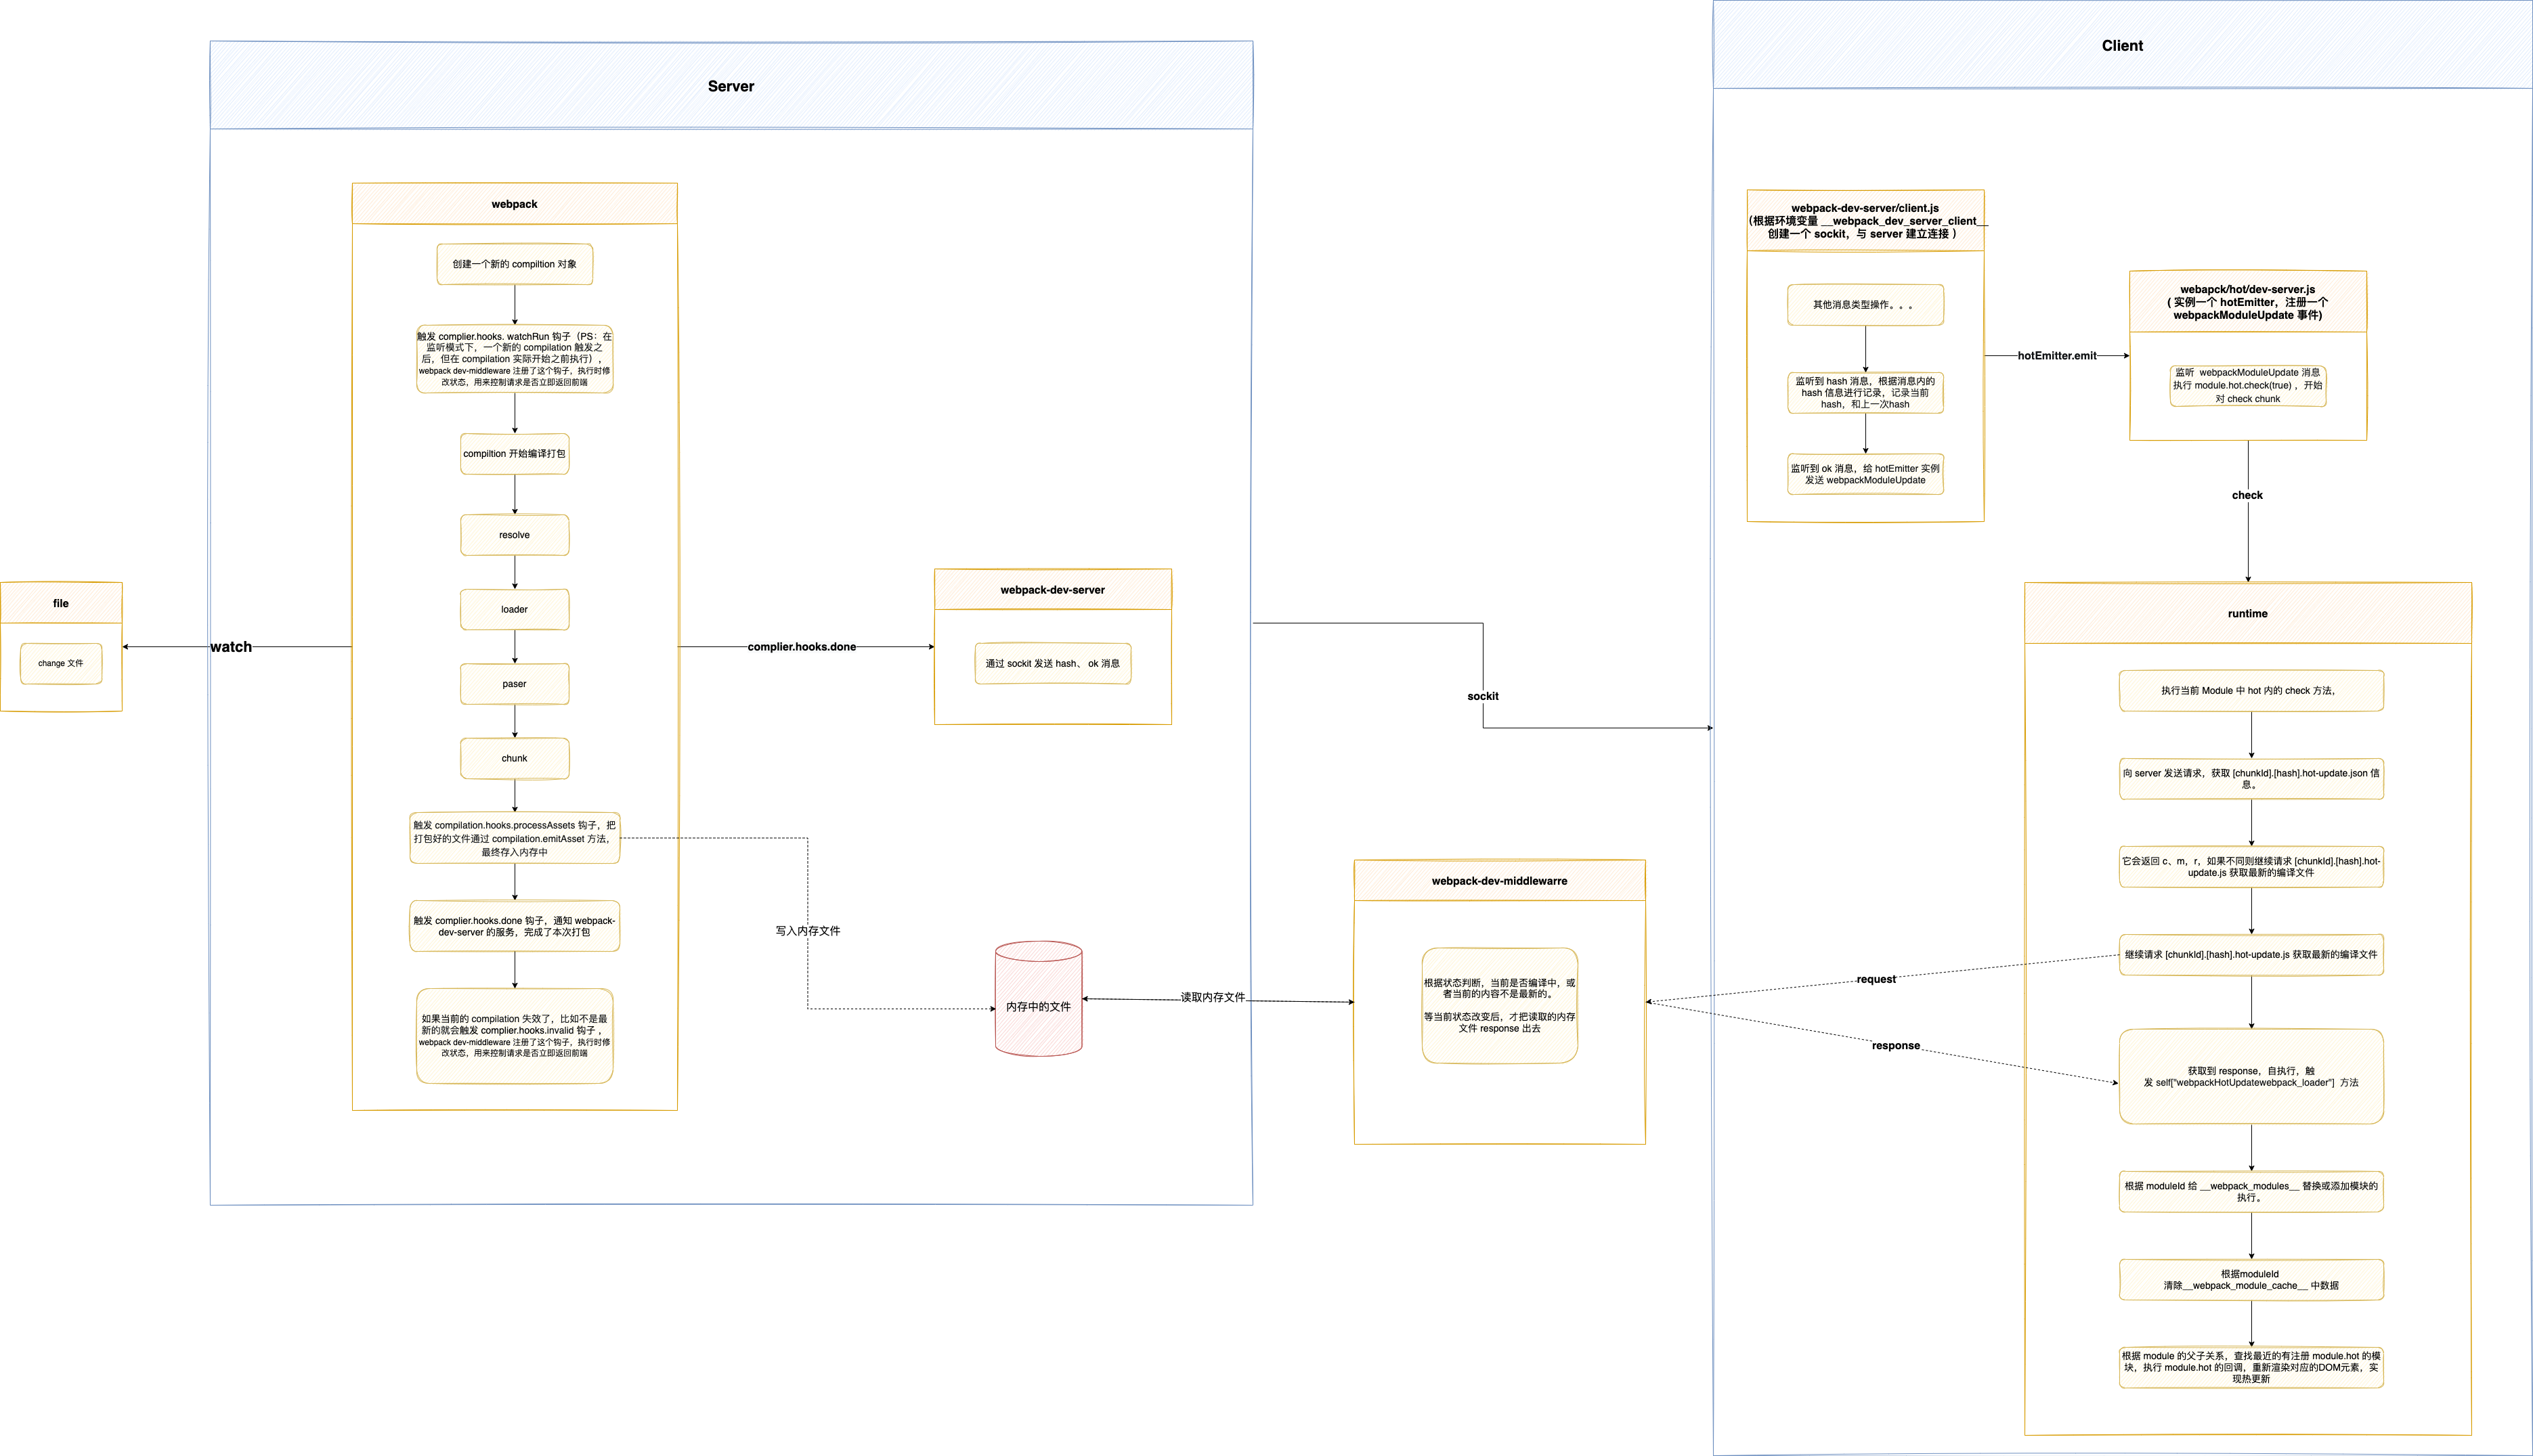 Server
webpack
创建一个新的 compiltion 对象
触发 complier.hooks. watchRun 钩子（PS：在
监听模式下，一个新的 compilation 触发之
后，但在 compilation 实际开始之前执行），
webpack dev-middleware 注册了这个钩子，执行时修
改状态，用来控制请求是否立即返回前端
compiltion 开始编译打包
resolve
loader
paser
chunk
触发 compilation.hooks.processAssets 钩子，把
打包好的文件通过 compilation.emitAsset 方法，
最终存入内存中
触发 complier.hooks.done 钩子，通知 webpack-
dev-server 的服务，完成了本次打包
如果当前的 compilation 失效了，比如不是最
新的就会触发 complier.hooks.invalid 钩子 ，
webpack dev-middleware 注册了这个钩子，执行时修
改状态，用来控制请求是否立即返回前端
file
change 文件
watch
complier.hooks.done
webpack-dev-server
通过 sockit 发送 hash、 ok 消息
写入内存文件
内存中的文件
读取内存文件
webpack-dev-middlewarre
根据状态判断，当前是否编译中，或
者当前的内容不是最新的。
等当前状态改变后，才把读取的内存
文件 response 出去
sockit
request
response
Client
webpack-dev-server/client.js
（根据环境变量 __webpack_dev_server_client__
创建一个 sockit，与 server 建立连接 ）
其他消息类型操作。。。
监听到 hash 消息，根据消息内的
hash 信息进行记录，记录当前
hash，和上一次hash
监听到 ok 消息，给 hotEmitter 实例
发送 webpackModuleUpdate
hotEmitter.emit
webapck/hot/dev-server.js
( 实例一个 hotEmitter，注册一个
webpackModuleUpdate 事件)
监听 webpackModuleUpdate 消息
执行 module.hot.check(true) ，开始
对 check chunk
check
runtime
执行当前 Module 中 hot 内的 check 方法，
向 server 发送请求，获取 [chunkId].[hash].hot-update.json 信
息。
它会返回 c、m，r，如果不同则继续请求 [chunkId].[hash].hot-
update.js 获取最新的编译文件
继续请求 [chunkId].[hash].hot-update.js 获取最新的编译文件
获取到 response，自执行，触
发 self["webpackHotUpdatewebpack_loader"] 方法
根据 moduleId 给 __webpack_modules__ 替换或添加模块的
执行。
根据moduleId
清除__webpack_module_cache__ 中数据
根据 module 的父子关系，查找最近的有注册 module.hot 的模
块，执行 module.hot 的回调，重新渲染对应的DOM元素，实
现热更新